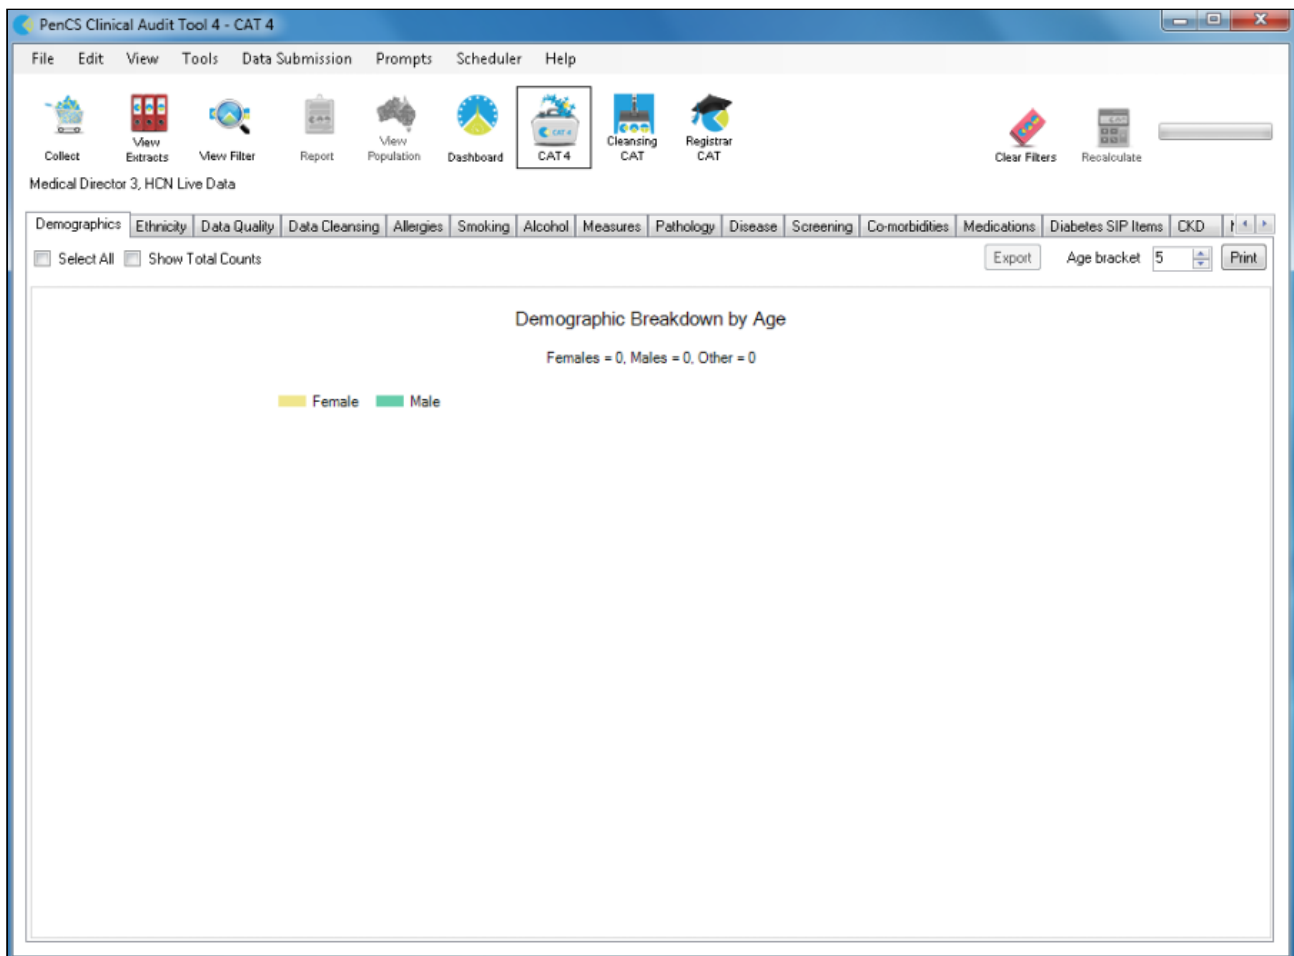 PenCS Clinical Audit Tool 4 - CAT 4
File Edit View Tools Data Submission Prompts Scheduler Help
Collect
View Extracts
View Filter
Report
View Population
Dashboard
CAT 4
CAT4
Cleansing CAT
Registrar CAT
Clear Filters
CAT
Recalculate
Medical Director 3, HCN Live Data
Demographics Ethnicity Data Quality Data Cleansing Allergies Smoking Alcohol Measures Pathology Disease Screening Co-morbidities Medications Diabetes SIP Items CKD
Select All Show Total Counts Export Age bracket 5 Print
Demographic Breakdown by Age
Females = 0, Males = 0, Other = 0
Female Male